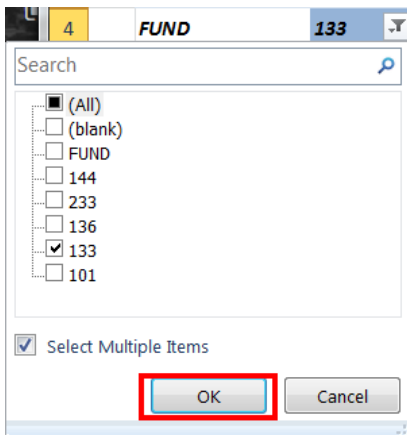 4 FUND 133
Search
(All)
(blank)
FUND
144
233
136
133
101
Select Multiple Items
OK Cancel